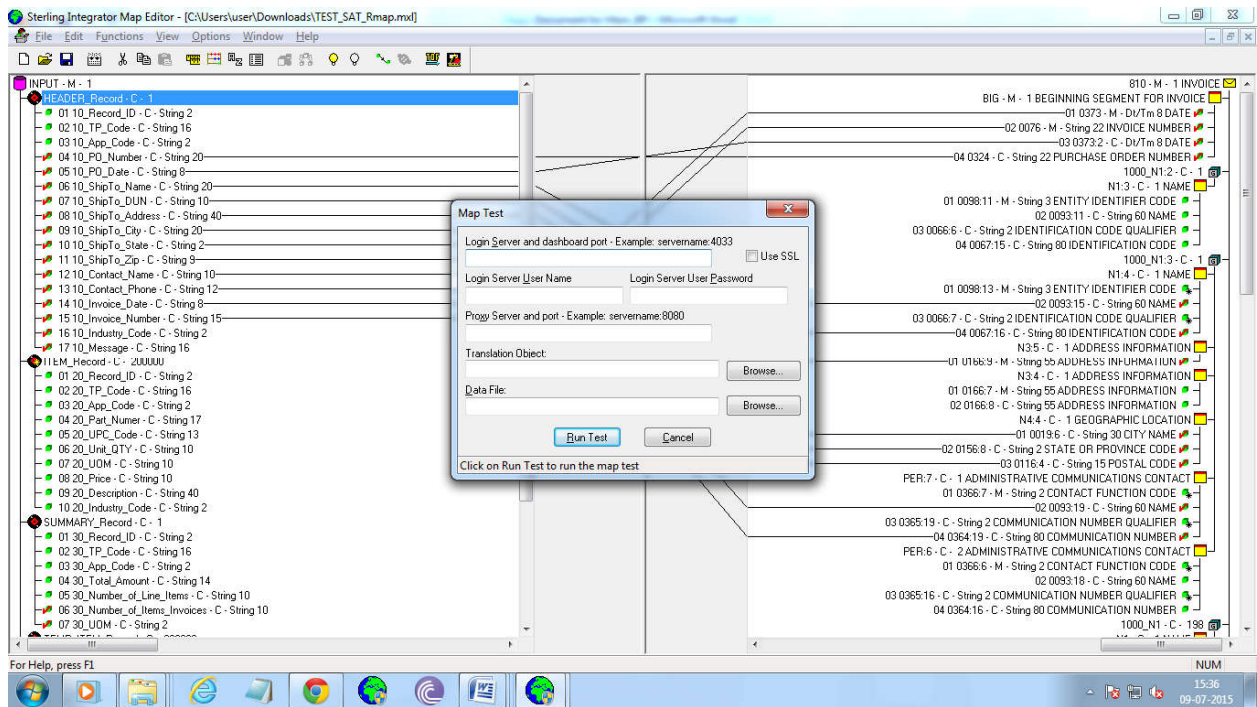 Sterling Integrator Map Editor - [C:\Users\user\Downloads\TEST_SAT_Rmap.mxl]
File Edit Functions View Options Window Help
INPUT - M - 1
HEADER_Record - C - 1
01 10_Record_ID - C - String 2
02 10_TP_Code - C - String 16
03 10_App_Code - C - String 2
04 10_PO_Number - C - String 20
05 10_PO_Date - C - String 8
06 10_ShipTo_Name - C - String 20
07 10_ShipTo_DUN - C - String 10
08 10_ShipTo_Address - C - String 40
09 10_ShipTo_City - C - String 20
10 10_ShipTo_State - C - String 2
11 10_ShipTo_Zip - C - String 9
12 10_Contact_Name - C - String 10
13 10_Contact_Phone - C - String 12
14 10_Invoice_Date - C - String 8
15 10_Invoice_Number - C - String 15
16 10_Industry_Code - C - String 2
17 10_Message - C - String 16
ITEM_Record - C - 200000
01 20_Record_ID - C - String 2
02 20_TP_Code - C - String 16
03 20_App_Code - C - String 2
04 20_Part_Numer - C - String 17
05 20_UPC_Code - C - String 13
06 20_Unit_QTY - C - String 10
07 20_UOM - C - String 10
08 20_Price - C - String 10
09 20_Description - C - String 40
10 20_Industry_Code - C - String 2
SUMMARY_Record - C - 1
01 30_Record_ID - C - String 2
02 30_TP_Code - C - String 16
03 30_App_Code - C - String 2
04 30_Total_Amount - C - String 14
05 30_Number_of_Line_Items - C - String 10
06 30_Number_of_Items_Invoices - C - String 10
07 30_UOM - C - String 2
Map Test
Login Server and dashboard port - Example: servername:4033
Use SSL
Login Server User Name Login Server User Password
Proxy Server and port - Example: servername:8080
Translation Object:
Browse...
Data File:
Browse...
Run Test Cancel
Click on Run Test to run the map test
810 - M - 1 INVOICE
BIG - M - 1 BEGINNING SEGMENT FOR INVOICE
01 0373 - M - Dt/Tm 8 DATE
02 0076 - M - String 22 INVOICE NUMBER
03 0373:2 - C - Dt/Tm 8 DATE
04 0324 - C - String 22 PURCHASE ORDER NUMBER
1000_N1:2 - C - 1
N1:3 - C - 1 NAME
01 0098:11 - M - String 3 ENTITY IDENTIFIER CODE
02 0093:11 - C - String 60 NAME
03 0066:6 - C - String 2 IDENTIFICATION CODE QUALIFIER
04 0067:15 - C - String 80 IDENTIFICATION CODE
1000_N1:3 - C - 1
N1:4 - C - 1 NAME
01 0098:13 - M - String 3 ENTITY IDENTIFIER CODE
02 0093:15 - C - String 60 NAME
03 0066:7 - C - String 2 IDENTIFICATION CODE QUALIFIER
04 0067:16 - C - String 80 IDENTIFICATION CODE
N3:5 - C - 1 ADDRESS INFORMATION
01 0166:9 - M - String 55 ADDRESS INFORMATION
N3:4 - C - 1 ADDRESS INFORMATION
01 0166:7 - M - String 55 ADDRESS INFORMATION
02 0166:8 - C - String 55 ADDRESS INFORMATION
N4:4 - C - 1 GEOGRAPHIC LOCATION
01 0019:6 - C - String 30 CITY NAME
02 0156:8 - C - String 2 STATE OR PROVINCE CODE
03 0116:4 - C - String 15 POSTAL CODE
PER:7 - C - 1 ADMINISTRATIVE COMMUNICATIONS CONTACT
01 0366:7 - M - String 2 CONTACT FUNCTION CODE
02 0093:19 - C - String 60 NAME
03 0365:19 - C - String 2 COMMUNICATION NUMBER QUALIFIER
04 0364:19 - C - String 80 COMMUNICATION NUMBER
PER:6 - C - 2 ADMINISTRATIVE COMMUNICATIONS CONTACT
01 0366:6 - M - String 2 CONTACT FUNCTION CODE
02 0093:18 - C - String 60 NAME
03 0365:16 - C - String 2 COMMUNICATION NUMBER QUALIFIER
04 0364:16 - C - String 80 COMMUNICATION NUMBER
1000_N1 - C - 198
For Help, press F1
NUM
15:36
09-07-2015